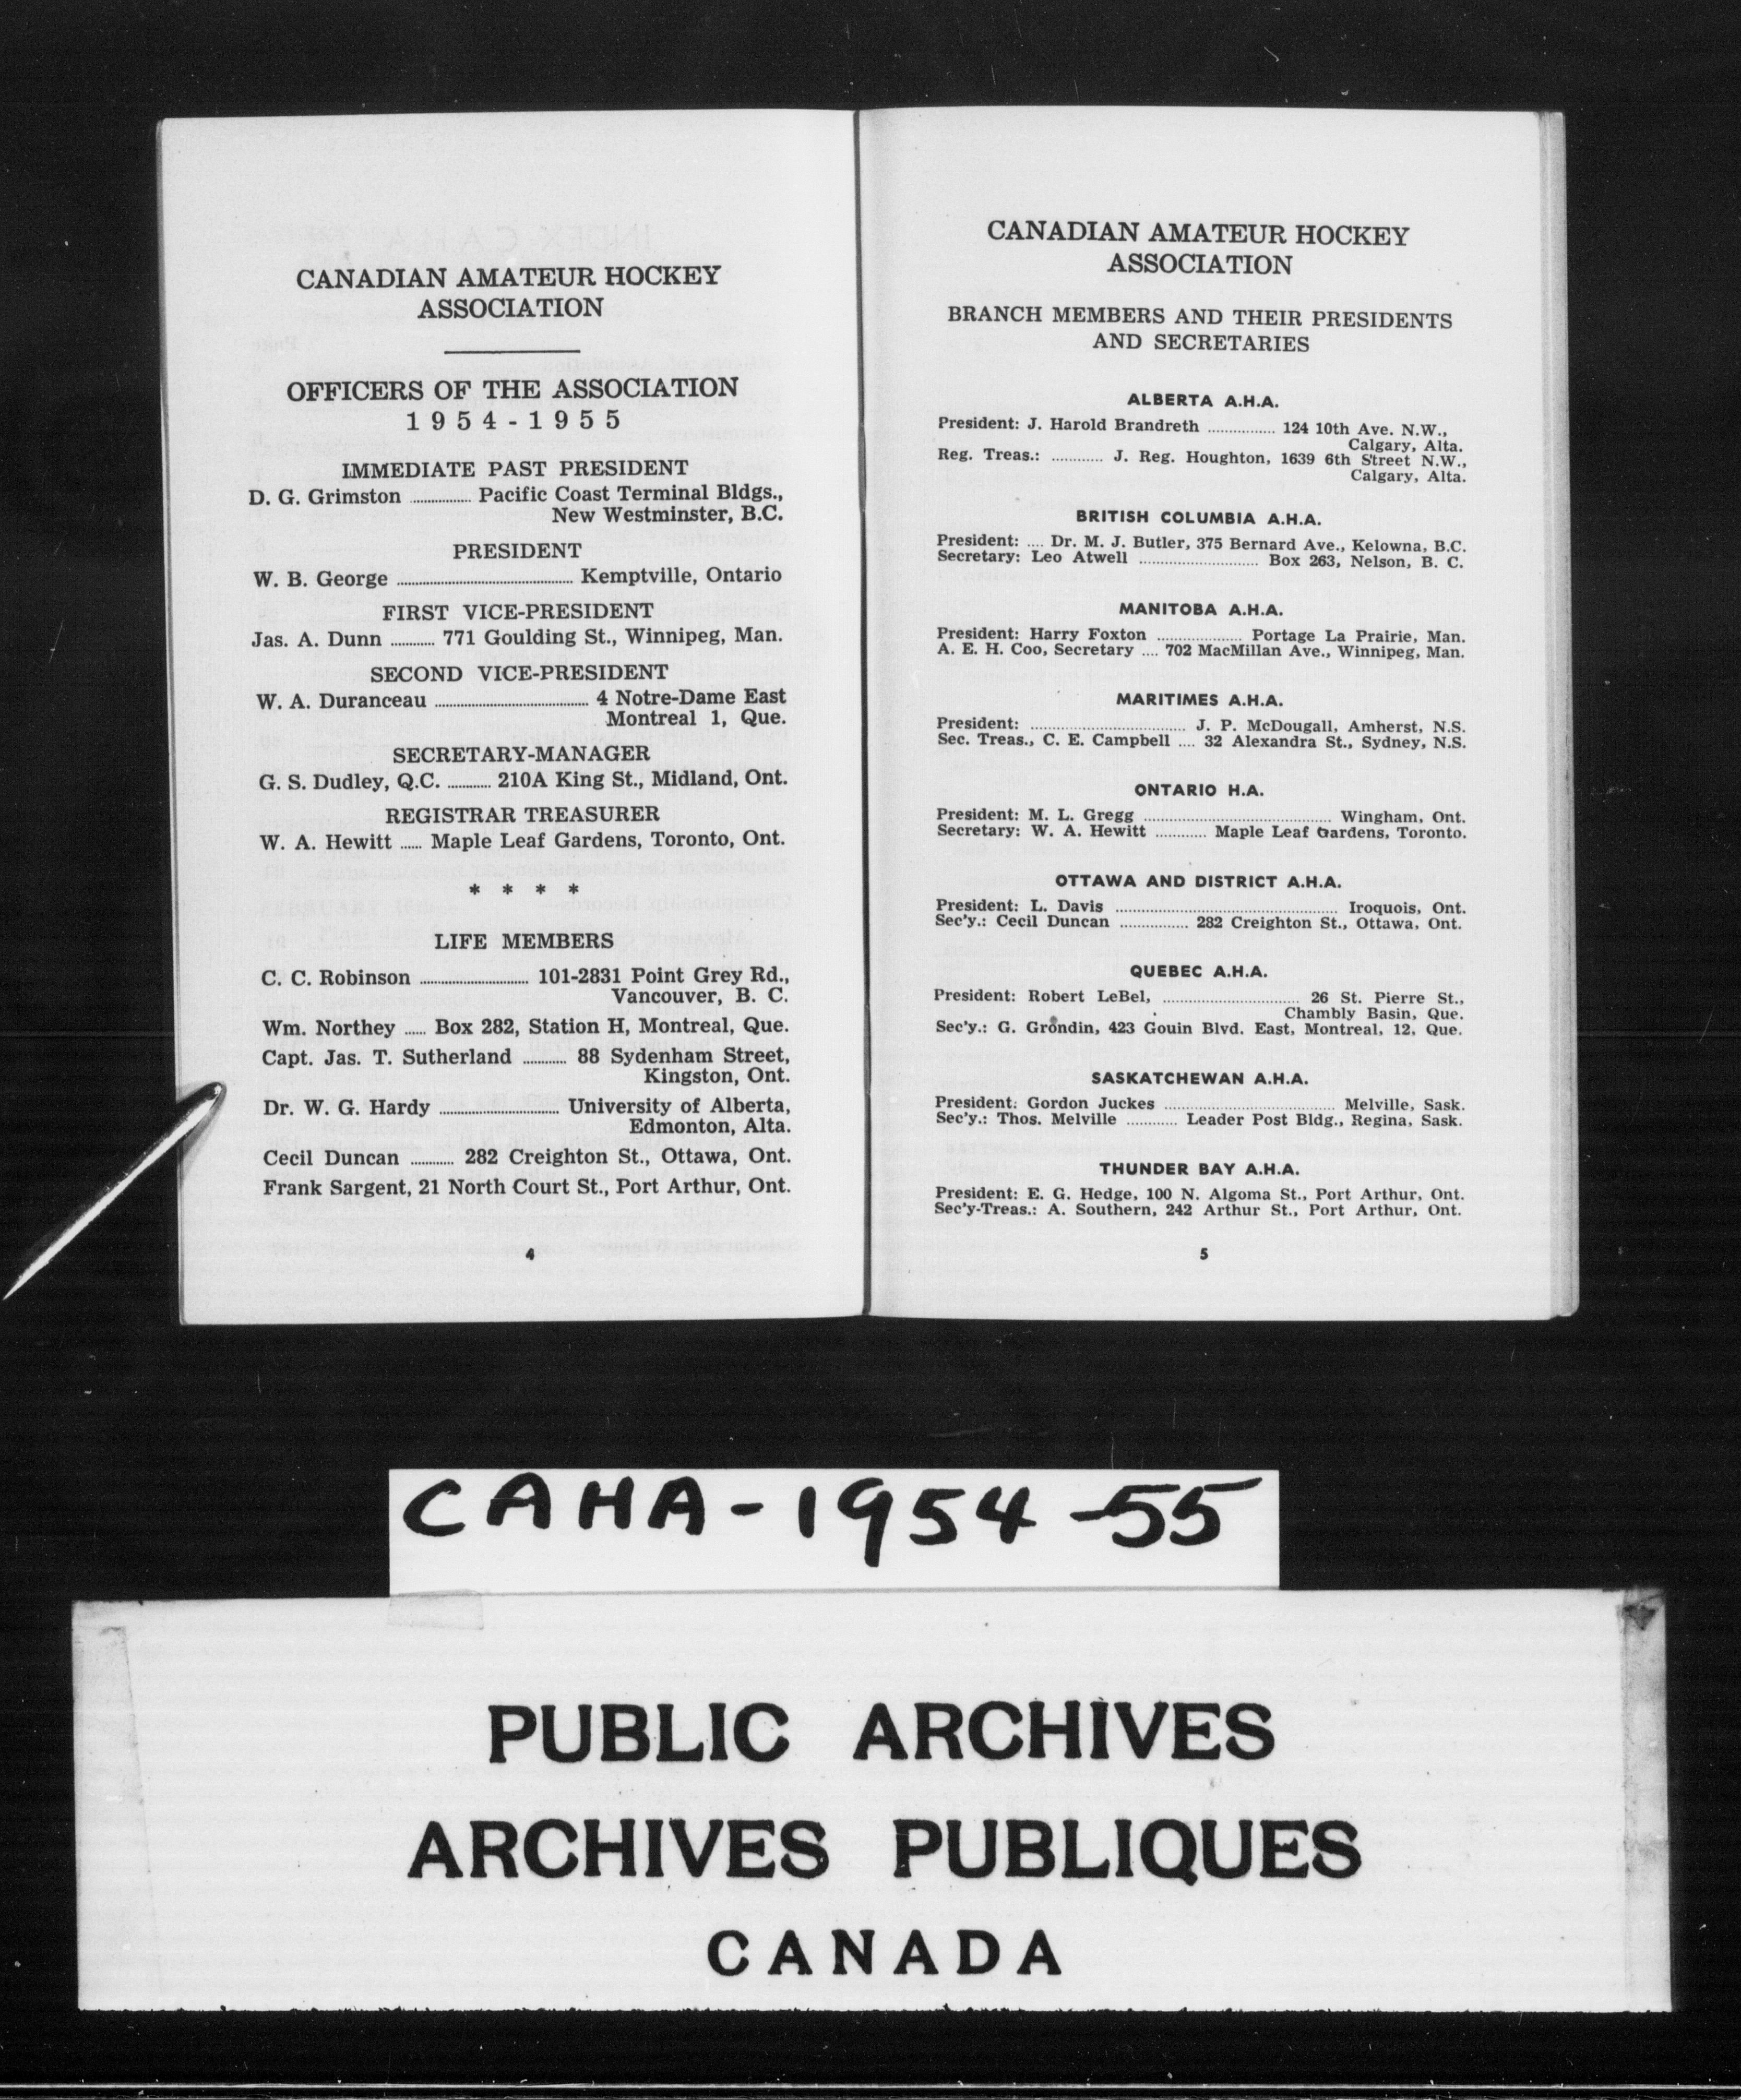 CANADIAN AMATEUR HOCKEY
ASSOCIATION
OFFICERS OF THE ASSOCIATION
1954-1955
IMMEDIATE PAST PRESIDENT
D. G. Grimston ................ Pacific Coast Terminal Bldgs.,
New Westminster, B.C.
PRESIDENT
W. B. George ................ Kemptville, Ontario
FIRST VICE-PRESIDENT
Jas. A. Dunn ............ 771 Goulding St., Winnipeg, Man.
SECOND VICE-PRESIDENT
W. A. Duranceau ................ 4 Notre-Dame East
Montreal 1, Que.
SECRETARY-MANAGER
G. S. Dudley, Q.C. ............ 210A King St., Midland, Ont.
REGISTRAR TREASURER
W. A. Hewitt ...... Maple Leaf Gardens, Toronto, Ont.
* * * *
LIFE MEMBERS
C. C. Robinson ................ 101-2831 Point Grey Rd.,
Vancouver, B. C.
Wm. Northey ...... Box 282, Station H, Montreal, Que.
Capt. Jas. T. Sutherland ............ 88 Sydenham Street,
Kingston, Ont.
Dr. W. G. Hardy ................ University of Alberta,
Edmonton, Alta.
Cecil Duncan ............ 282 Creighton St., Ottawa, Ont.
Frank Sargent, 21 North Court St., Port Arthur, Ont.
4
CANADIAN AMATEUR HOCKEY
ASSOCIATION
BRANCH MEMBERS AND THEIR PRESIDENTS
AND SECRETARIES
ALBERTA A.H.A.
President: J. Harold Brandreth ................ 124 10th Ave. N.W.,
Calgary, Alta.
Reg. Treas.: ............ J. Reg. Houghton, 1639 6th Street N.W.,
Calgary, Alta.
BRITISH COLUMBIA A.H.A.
President: .... Dr. M. J. Butler, 375 Bernard Ave., Kelowna, B.C.
Secretary: Leo Atwell ................ Box 263, Nelson, B. C.
MANITOBA A.H.A.
President: Harry Foxton ................ Portage La Prairie, Man.
A. E. H. Coo, Secretary .... 702 MacMillan Ave., Winnipeg, Man.
MARITIMES A.H.A.
President: ................ J. P. McDougall, Amherst, N.S.
Sec. Treas., C. E. Campbell .... 32 Alexandra St., Sydney, N.S.
ONTARIO H.A.
President: M. L. Gregg ................ Wingham, Ont.
Secretary: W. A. Hewitt ............ Maple Leaf Gardens, Toronto.
OTTAWA AND DISTRICT A.H.A.
President: L. Davis ................ Iroquois, Ont.
Sec'y.: Cecil Duncan ................ 282 Creighton St., Ottawa, Ont.
QUEBEC A.H.A.
President: Robert LeBel, ................ 26 St. Pierre St.,
Chambly Basin, Que.
Sec'y.: G. Grondin, 423 Gouin Blvd. East, Montreal, 12, Que.
SASKATCHEWAN A.H.A.
President: Gordon Juckes ................ Melville, Sask.
Sec'y.: Thos. Melville ............ Leader Post Bldg., Regina, Sask.
THUNDER BAY A.H.A.
President: E. G. Hedge, 100 N. Algoma St., Port Arthur, Ont.
Sec'y-Treas.: A. Southern, 242 Arthur St., Port Arthur, Ont.
5
CAHA-1954-55
PUBLIC ARCHIVES
ARCHIVES PUBLIQUES
CANADA